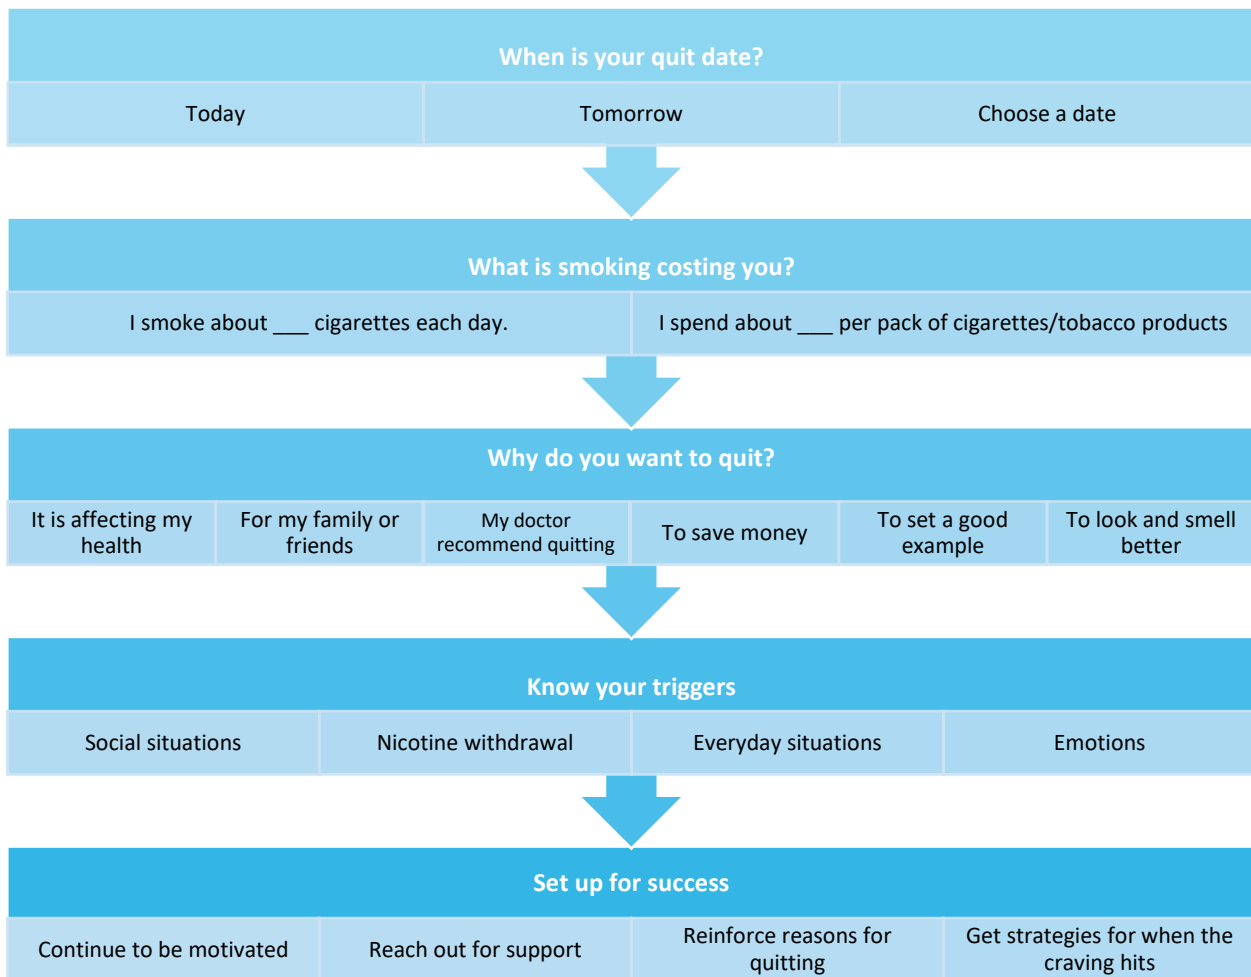 When is your quit date?
Today
Tomorrow
Choose a date
What is smoking costing you?
I smoke about ___ cigarettes each day.
I spend about ___ per pack of cigarettes/tobacco products
Why do you want to quit?
It is affecting my
health
For my family or
friends
My doctor
recommend quitting
To save money
To set a good
example
To look and smell
better
Know your triggers
Social situations
Nicotine withdrawal
Everyday situations
Emotions
Set up for success
Continue to be motivated
Reach out for support
Reinforce reasons for
quitting
Get strategies for when the
craving hits